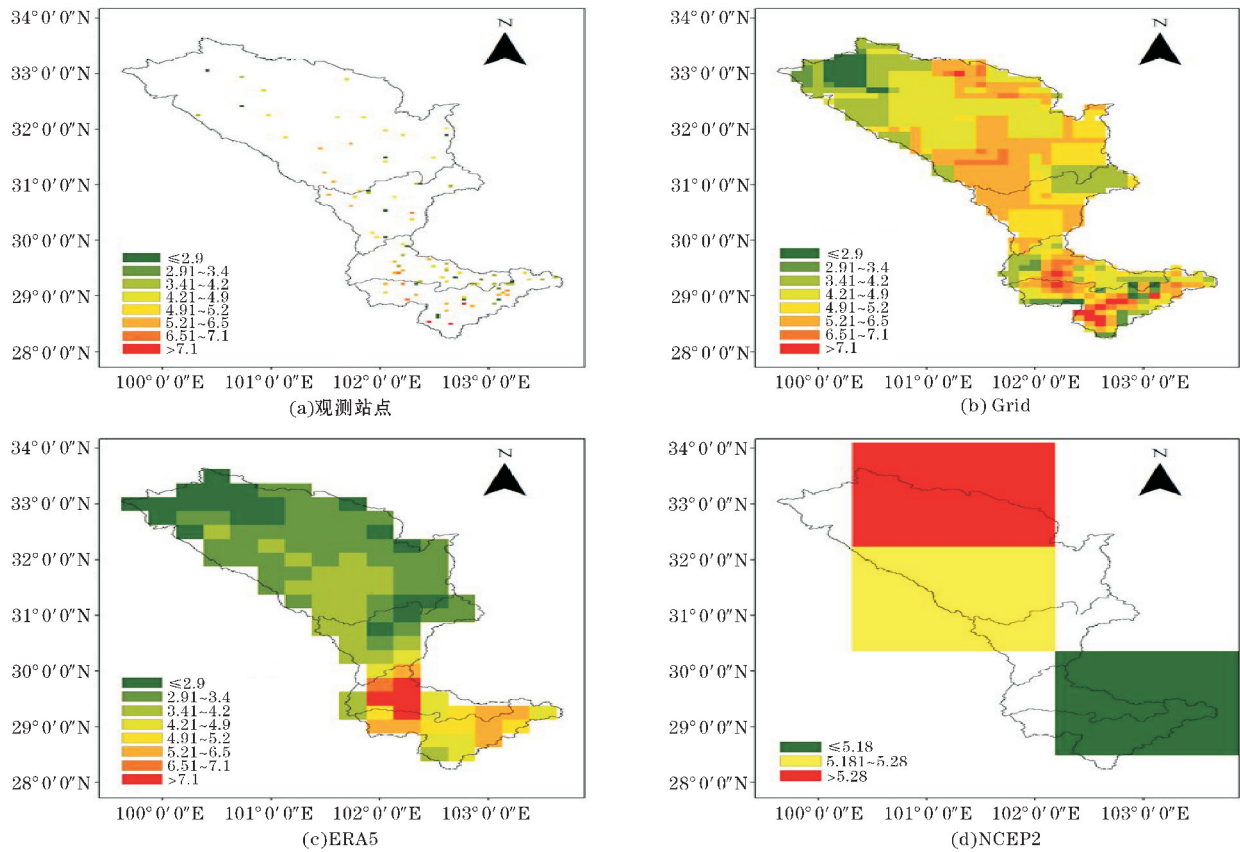 34°0′0″N
33°0′0″N
32°0′0″N
31°0′0″N
30°0′0″N
29°0′0″N
28°0′0″N
N
≤2.9
2.91~3.4
3.41~4.2
4.21~4.9
4.91~5.2
5.21~6.5
6.51~7.1
>7.1
100°0′0″E 101°0′0″E 102°0′0″E 103°0′0″E
(a)观测站点
34°0′0″N
33°0′0″N
32°0′0″N
31°0′0″N
30°0′0″N
29°0′0″N
28°0′0″N
N
≤2.9
2.91~3.4
3.41~4.2
4.21~4.9
4.91~5.2
5.21~6.5
6.51~7.1
>7.1
100°0′0″E 101°0′0″E 102°0′0″E 103°0′0″E
(b) Grid
34°0′0″N
33°0′0″N
32°0′0″N
31°0′0″N
30°0′0″N
29°0′0″N
28°0′0″N
N
≤2.9
2.91~3.4
3.41~4.2
4.21~4.9
4.91~5.2
5.21~6.5
6.51~7.1
>7.1
100°0′0″E 101°0′0″E 102°0′0″E 103°0′0″E
(c)ERA5
34°0′0″N
33°0′0″N
32°0′0″N
31°0′0″N
30°0′0″N
29°0′0″N
28°0′0″N
N
≤5.18
5.181~5.28
>5.28
100°0′0″E 101°0′0″E 102°0′0″E 103°0′0″E
(d)NCEP2